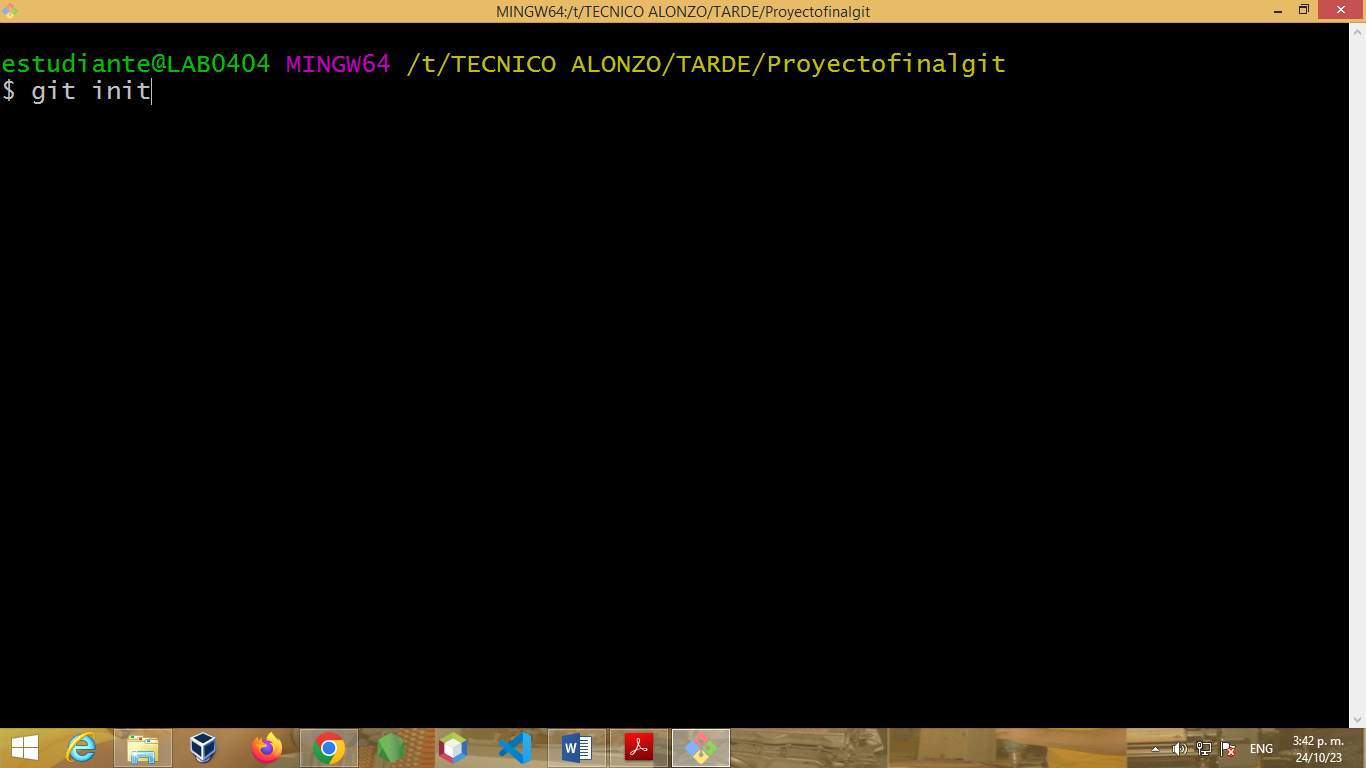 MINGW64:/t/TECNICO ALONZO/TARDE/Proyectofinalgit
estudiante@LAB0404 MINGW64 /t/TECNICO ALONZO/TARDE/Proyectofinalgit
$ git init
ENG
3:42 p. m.
24/10/23